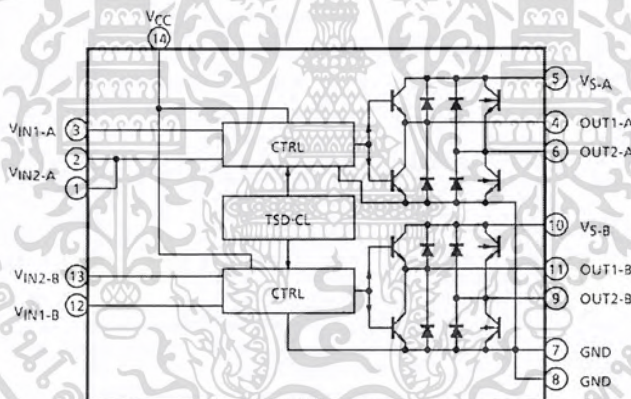 VCC
14
VIN1-A 3
2
VIN2-A 1
CTRL
TSD-CL
CTRL
VIN2-B 13
VIN1-B 12
5 VS-A
4 OUT1-A
6 OUT2-A
10 VS-B
11 OUT1-B
9 OUT2-B
7 GND
8 GND